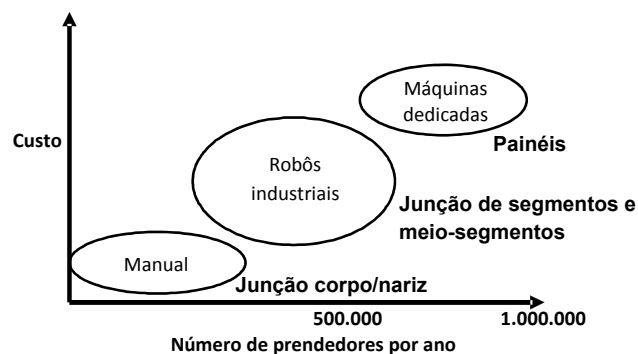 Máquinas
dedicadas
Custo
Painéis
Robôs
industriais
Junção de segmentos e
meio-segmentos
Manual
Junção corpo/nariz
500.000
1.000.000
Número de prendedores por ano